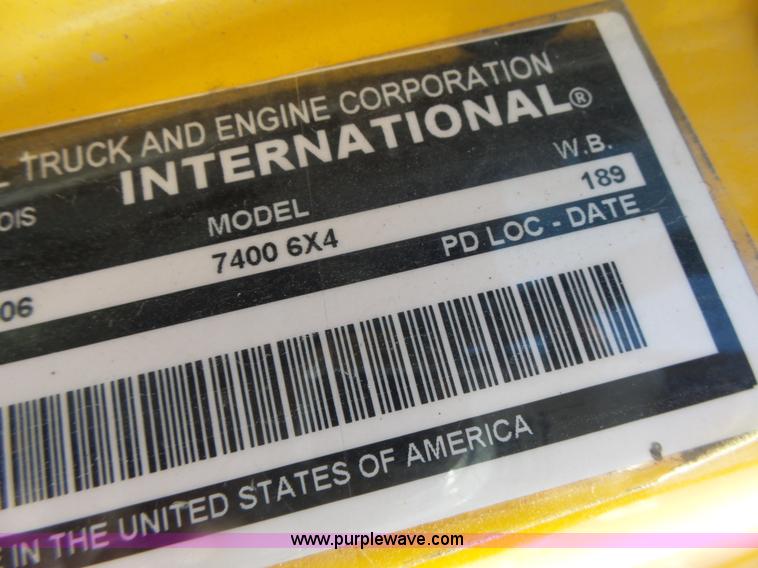 L TRUCK AND ENGINE CORPORATION
INTERNATIONAL®
OIS MODEL W.B.
7400 6X4 189
PD LOC - DATE
06
E IN THE UNITED STATES OF AMERICA
www.purplewave.com